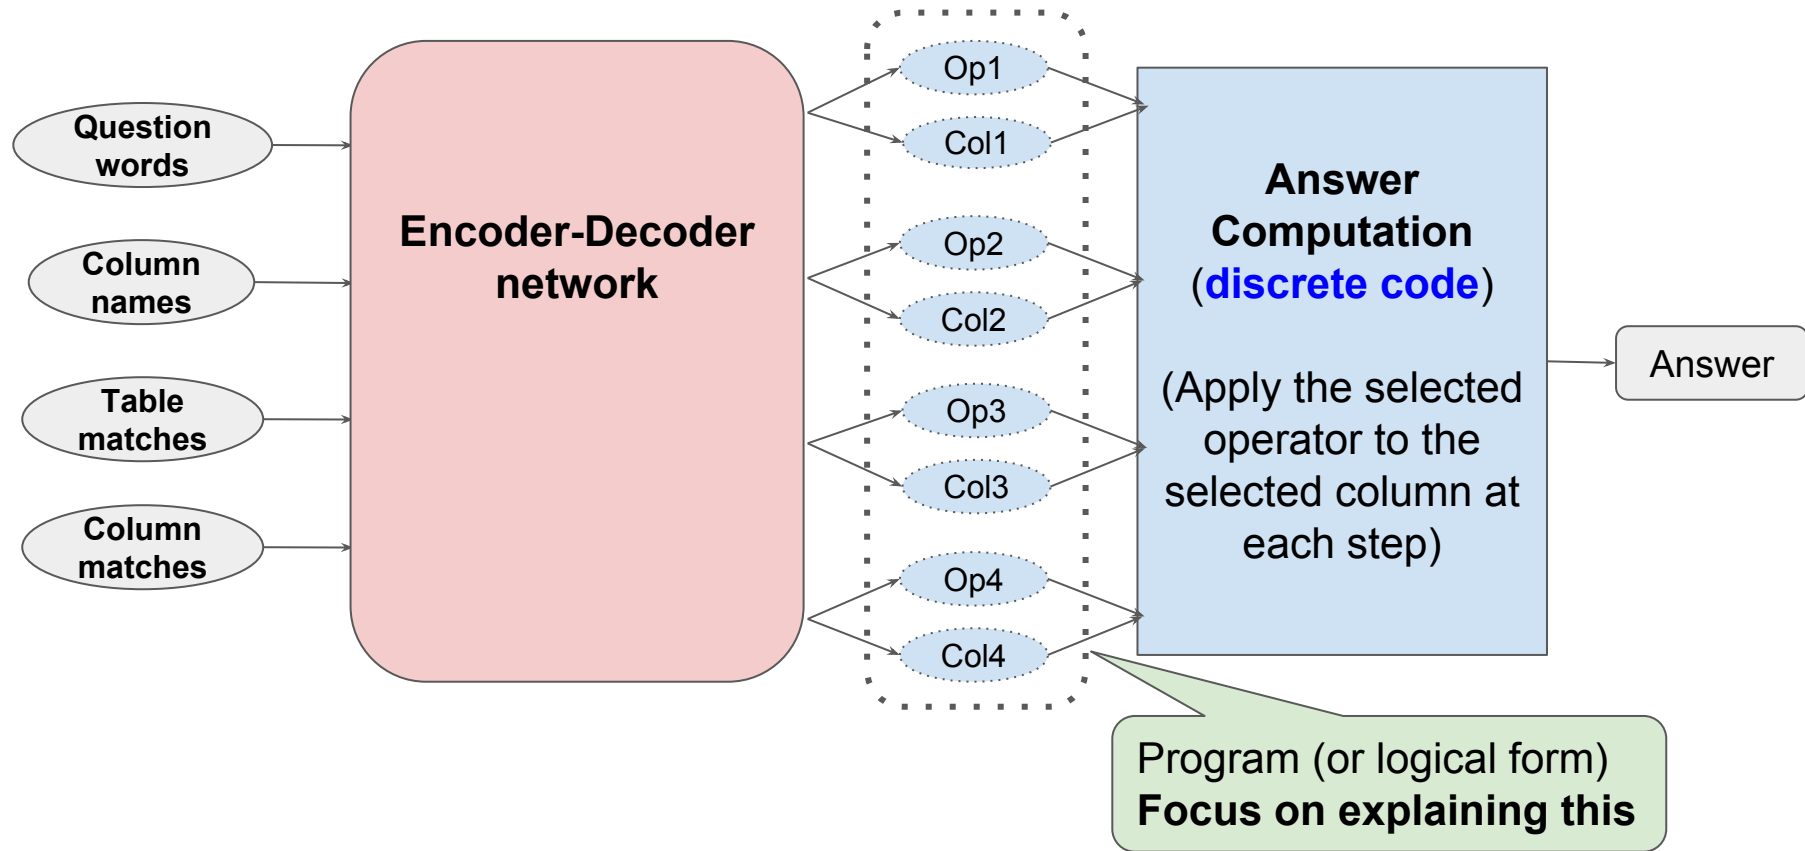 Question
words
Column
names
Table
matches
Column
matches
Encoder-Decoder
network
Op1
Col1
Op2
Col2
Op3
Col3
Op4
Col4
Answer
Computation
(discrete code)
(Apply the selected
operator to the
selected column at
each step)
Answer
Program (or logical form)
Focus on explaining this